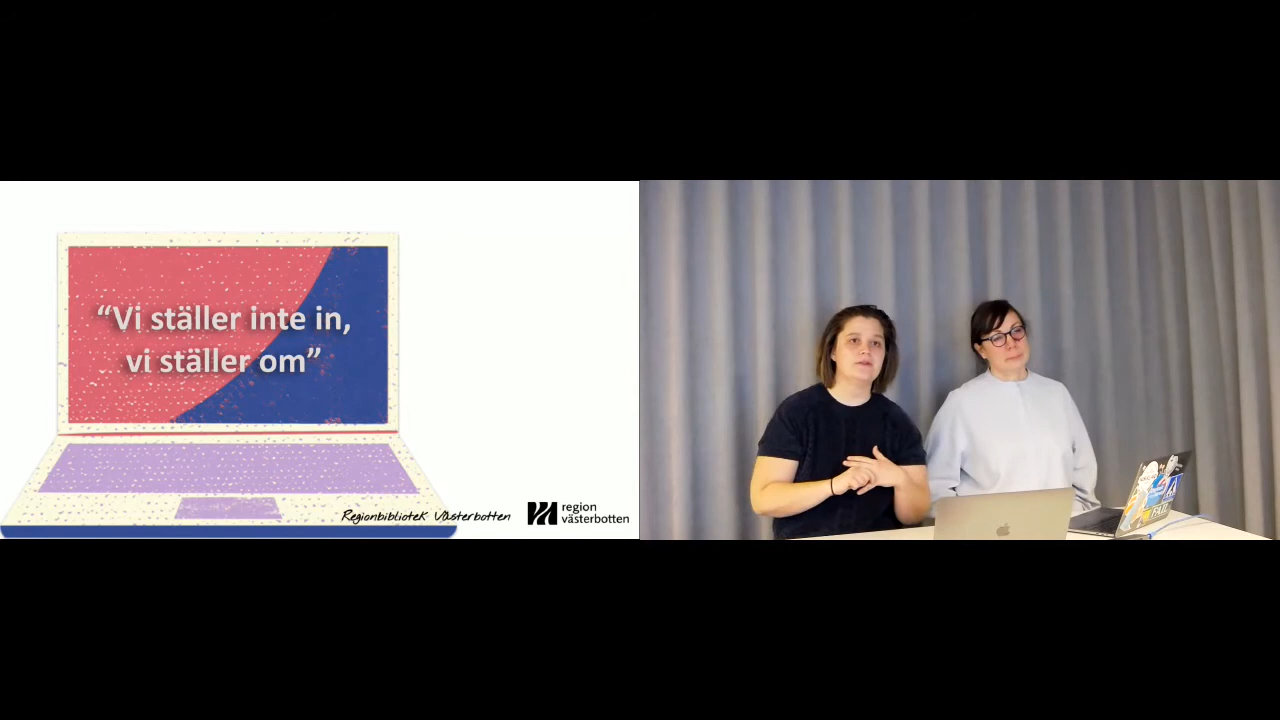 “Vi ställer inte in,
vi ställer om”
Regionbibliotek Västerbotten
region
västerbotten